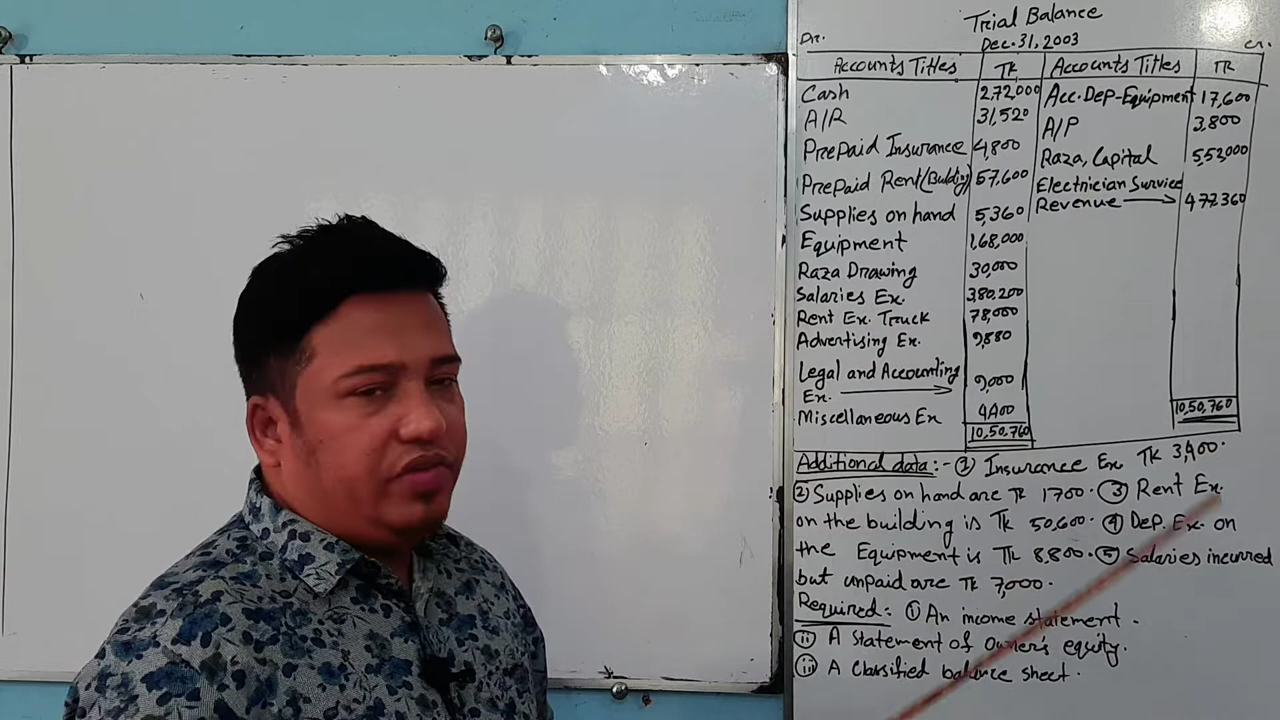 Trial Balance
Dr. Dec. 31, 2003 Cr.
Accounts Titles TK Accounts Titles TK
Cash 2,72,000 Acc. Dep-Equipment 17,600
A/R 31,520 A/P 3,800
Prepaid Insurance 4,800 Raza, Capital 5,52,000
Prepaid Rent (Building) 57,600 Electrician Survice
Supplies on hand 5,360 Revenue → 477,360
Equipment 1,68,000
Raza Drawing 30,000
Salaries Ex. 3,80,200
Rent Ex. Truck 78,000
Advertising Ex. 9,880
Legal and Accounting
Ex. → 9,000
Miscellaneous Ex 4,400
10,50,760 10,50,760
Additional data:- ① Insurance Ex TK 3,400.
② Supplies on hand are TK 1700. ③ Rent Ex.
on the building is TK 50,600. ④ Dep. Ex. on
the Equipment is TK 8,800. ⑤ Salaries incurred
but unpaid are TK 7,000.
Required:- ⓘ An income statement.
ⅱ A statement of owner's equity.
ⅲ A classified balance sheet.